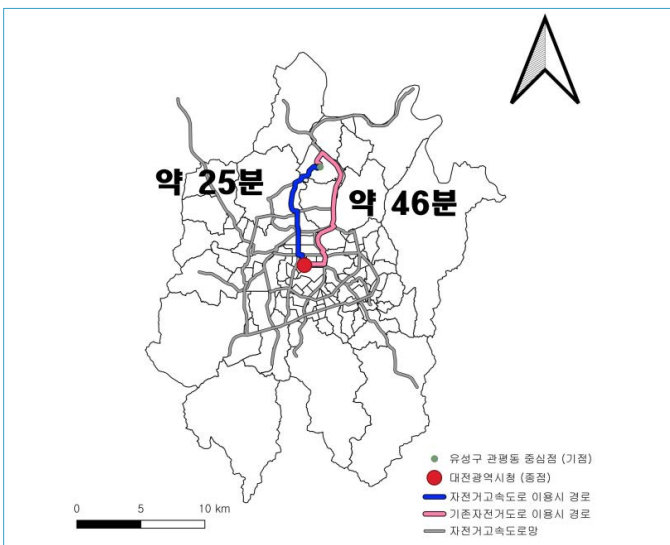 약 25분
약 46분
유성구 관평동 중심점 (기점)
대전광역시청 (종점)
자전거고속도로 이용시 경로
기존자전거도로 이용시 경로
자전거고속도로망
0 5 10 km